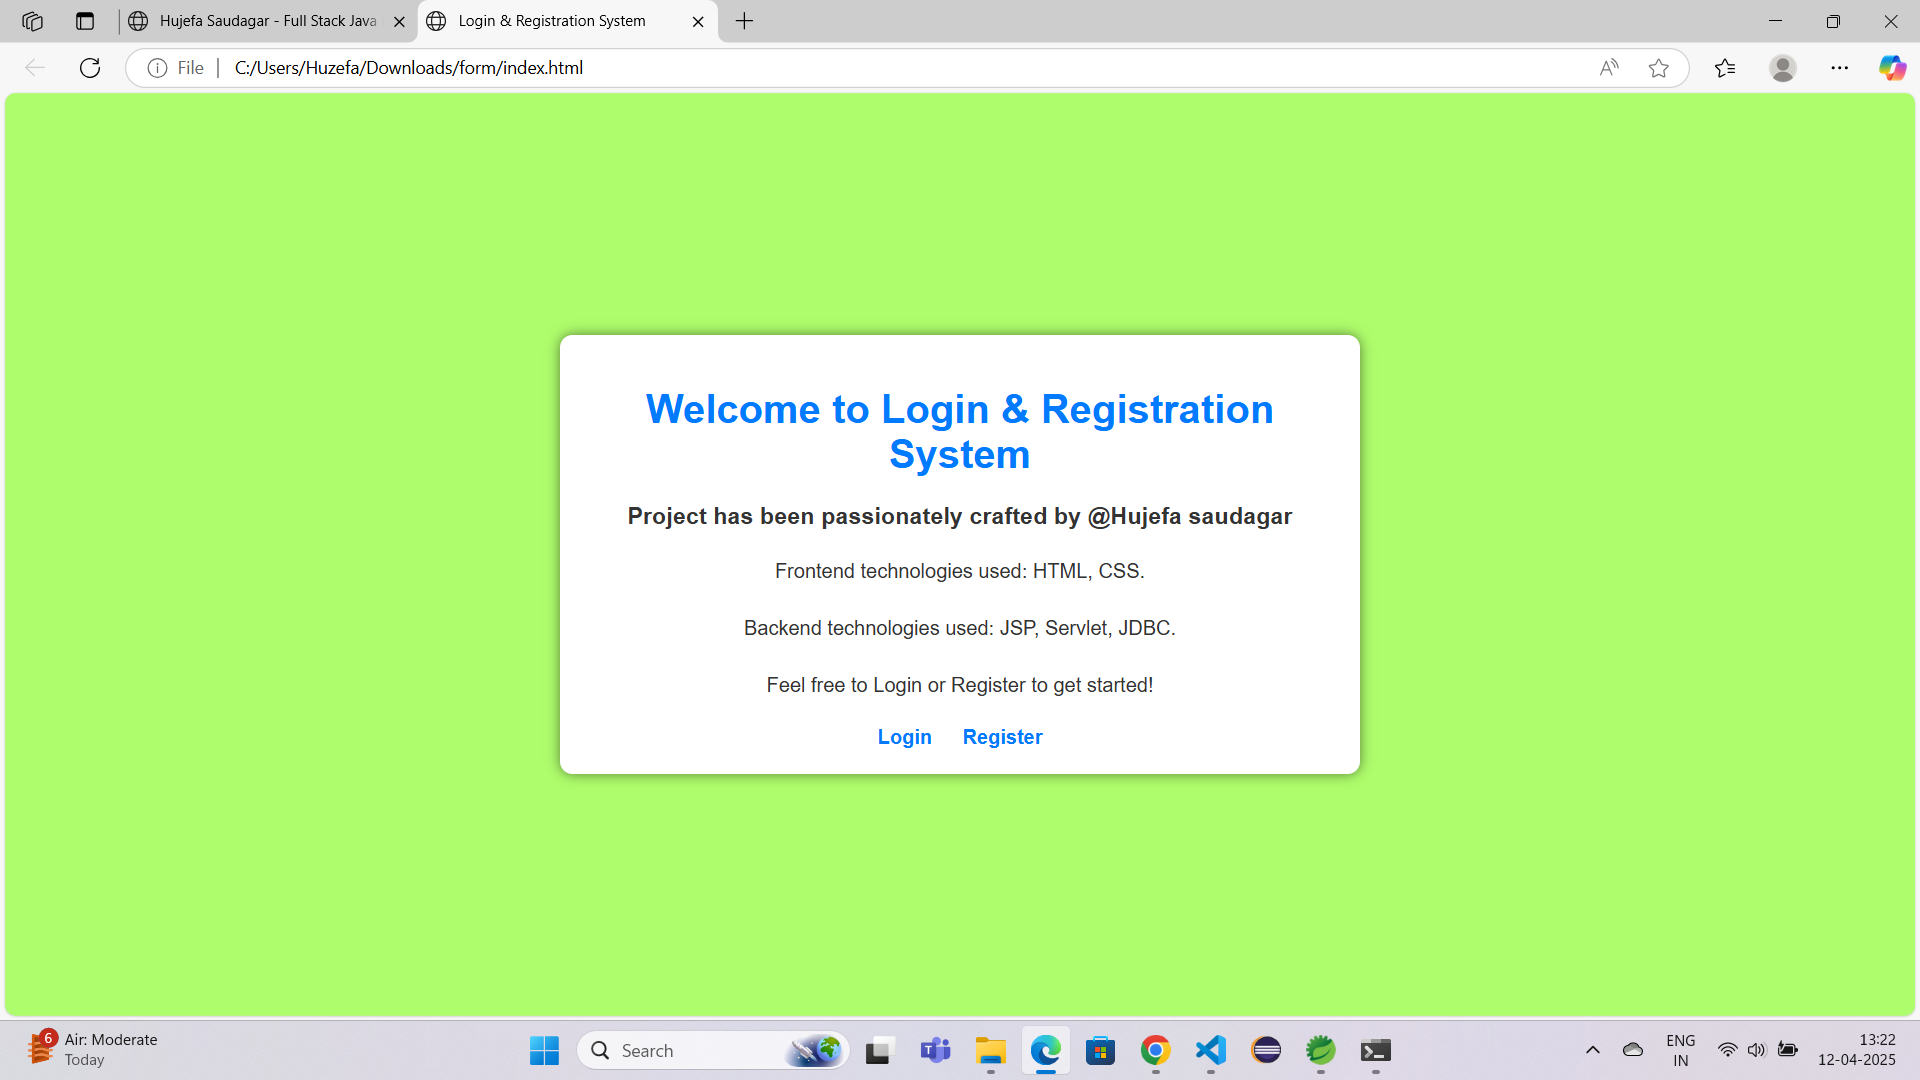 Hujefa Saudagar - Full Stack Java
Login & Registration System
File
C:/Users/Huzefa/Downloads/form/index.html
Welcome to Login & Registration
System
Project has been passionately crafted by @Hujefa saudagar
Frontend technologies used: HTML, CSS.
Backend technologies used: JSP, Servlet, JDBC.
Feel free to Login or Register to get started!
Login Register
6
Air: Moderate
Today
Search
ENG
IN
13:22
12-04-2025